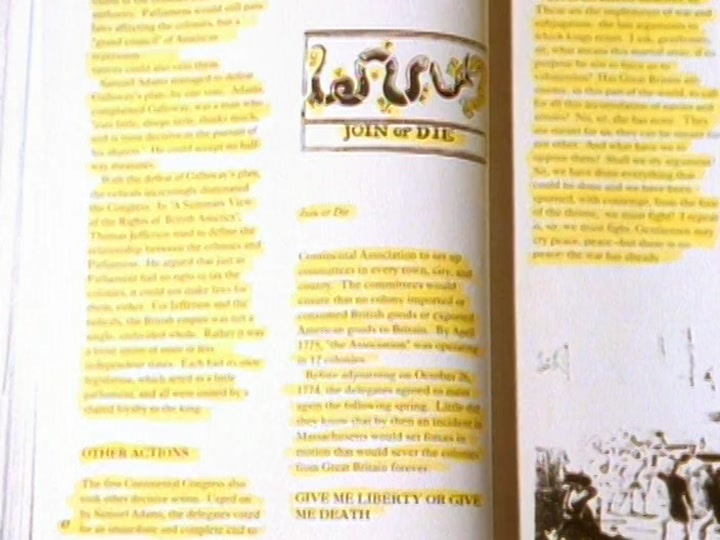 authority. Parliament would still pass
laws affecting the colonies, but a
"grand council" of American
could also veto them.
Samuel Adams managed to defeat
Galloway's plan, by one vote. Adams,
complained Galloway, was a man who
"eats little, drinks little, thinks much,
and is most decisive in the pursuit of
his objects." He would accept no half-
way measures.
With the defeat of Galloway's plan,
the radicals increasingly dominated
the Congress. In "A Summary View
of the Rights of British America",
Thomas Jefferson tried to define the
relationship between the colonies and
Parliament. He argued that just as
Parliament had no right to tax the
colonies, it could not make laws for
them, either. For Jefferson and the
radicals, the British empire was not a
single, undivided whole. Rather it was
a loose union of more or less
independent states. Each had its own
legislature, which acted as a little
parliament, and all were united by a
shared loyalty to the king.
OTHER ACTIONS
The first Continental Congress also
took other decisive action. Urged on
by Samuel Adams, the delegates voted
for an immediate and complete end to
JOIN or DIE
Join or Die
Continental Association to set up
committees in every town, city, and
county. The committees would
ensure that no colony imported or
consumed British goods or exported
American goods to Britain. By April
1775, "the Association" was operating
in 12 colonies.
Before adjourning on October 26,
1774, the delegates agreed to meet
again the following spring. Little did
they know that by then an incident in
Massachusetts would set forces in
motion that would sever the colonies
from Great Britain forever.
GIVE ME LIBERTY OR GIVE
ME DEATH
These are the implements of war and
subjugation, the last arguments to
which kings resort. I ask, gentlemen,
sir, what means this martial array, if its
purpose be not to force us to
submission? Has Great Britain any
enemy, in this part of the world, to call
for all this accumulation of navies and
armies? No, sir, she has none. They
are meant for us; they can be meant for
no other. And what have we to
oppose them? Shall we try argument?
Sir, we have done everything that
could be done
of the throne, we must fight! I repeat
it, sir, we must fight. Gentlemen may
cry peace, peace--but there is no
peace: the war has already